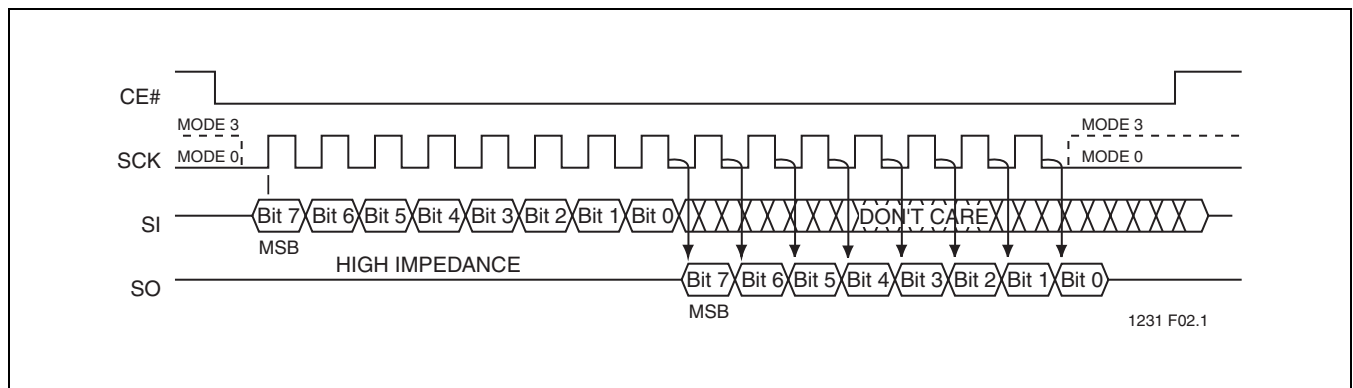 CE#
MODE 3 MODE 3
SCK MODE 0 MODE 0
SI Bit 7 Bit 6 Bit 5 Bit 4 Bit 3 Bit 2 Bit 1 Bit 0 DON'T CARE
MSB
HIGH IMPEDANCE
SO Bit 7 Bit 6 Bit 5 Bit 4 Bit 3 Bit 2 Bit 1 Bit 0
MSB
1231 F02.1